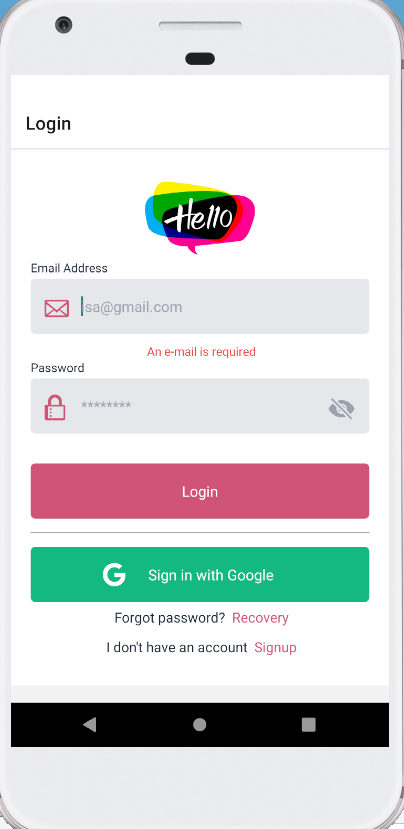 Login
Hello
Email Address
lsa@gmail.com
An e-mail is required
Password
********
Login
G Sign in with Google
Forgot password? Recovery
I don't have an account Signup